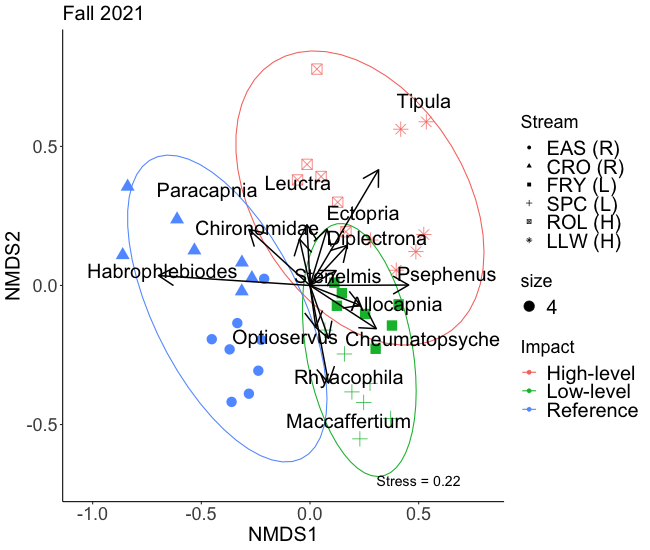 Fall 2021
Tipula
Stream
EAS (R)
CRO (R)
FRY (L)
SPC (L)
ROL (H)
LLW (H)
size
4
Impact
High-level
Low-level
Reference
0.5
0.0
-0.5
NMDS2
Leuctra
Paracapnia
Ectopria
Chironomidae
Diplectrona
Habrophlebiodes
Stenelmis
Psephenus
Allocapnia
Optioservus
Cheumatopsyche
Rhyacophila
Maccaffertium
Stress = 0.22
-1.0
-0.5
0.0
0.5
NMDS1